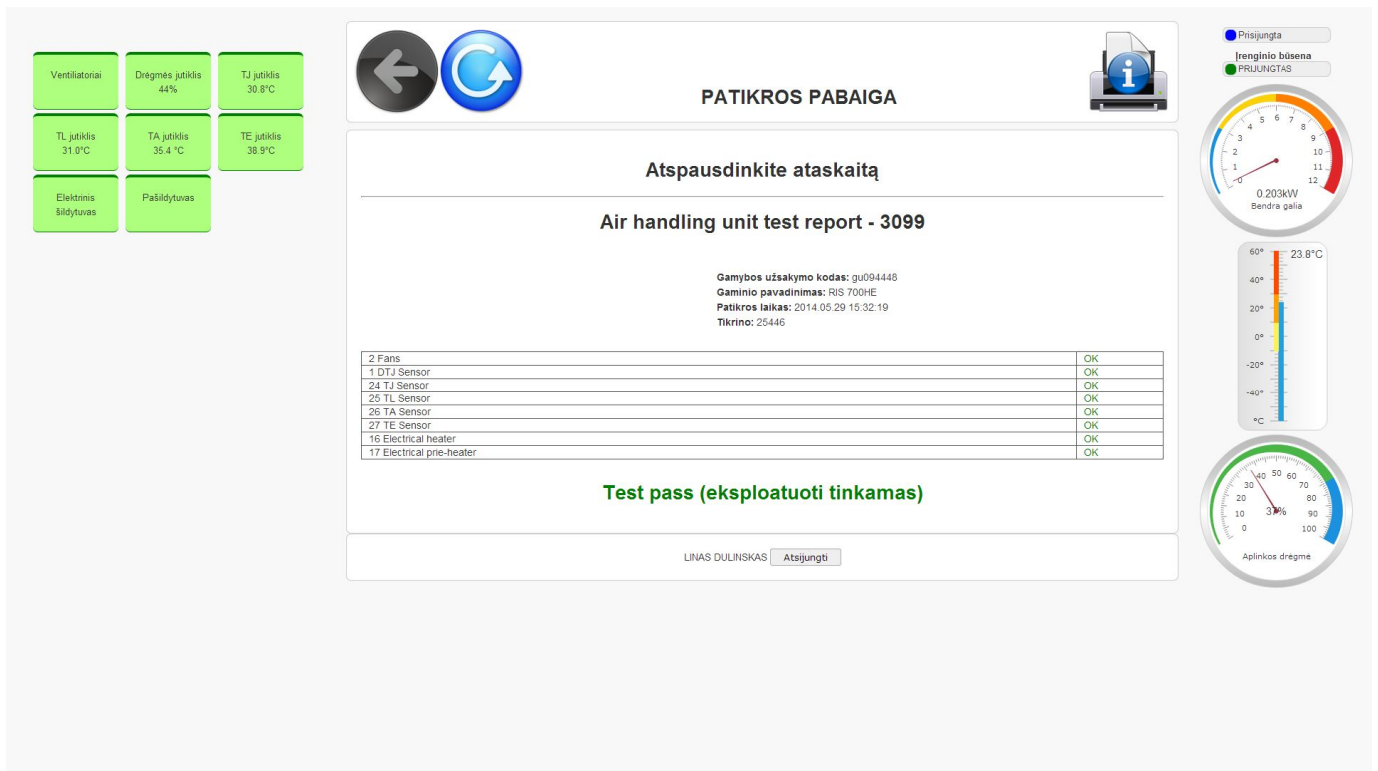 Ventiliatoriai
Drėgmės jutiklis
44%
TJ jutiklis
30.8°C
TL jutiklis
31.0°C
TA jutiklis
35.4 °C
TE jutiklis
38.9°C
Elektrinis
šildytuvas
Pašildytuvas
PATIKROS PABAIGA
Atspausdinkite ataskaitą
Air handling unit test report - 3099
Gamybos užsakymo kodas: gu094448
Gaminio pavadinimas: RIS 700HE
Patikros laikas: 2014.05.29 15:32:19
Tikrino: 25446
2 Fans OK
1 DTJ Sensor OK
24 TJ Sensor OK
25 TL Sensor OK
26 TA Sensor OK
27 TE Sensor OK
16 Electrical heater OK
17 Electrical prie-heater OK
Test pass (eksploatuoti tinkamas)
LINAS DULINSKAS Atsijungti
Prisijungta
Įrenginio būsena
PRIJUNGTAS
0 1 2 3 4 5 6 7 8 9 10 11 12
0.203kW
Bendra galia
60°
23.8°C
40°
20°
0°
-20°
-40°
°C
0 10 20 30 40 50 60 70 80 90 100
37%
Aplinkos drėgmė